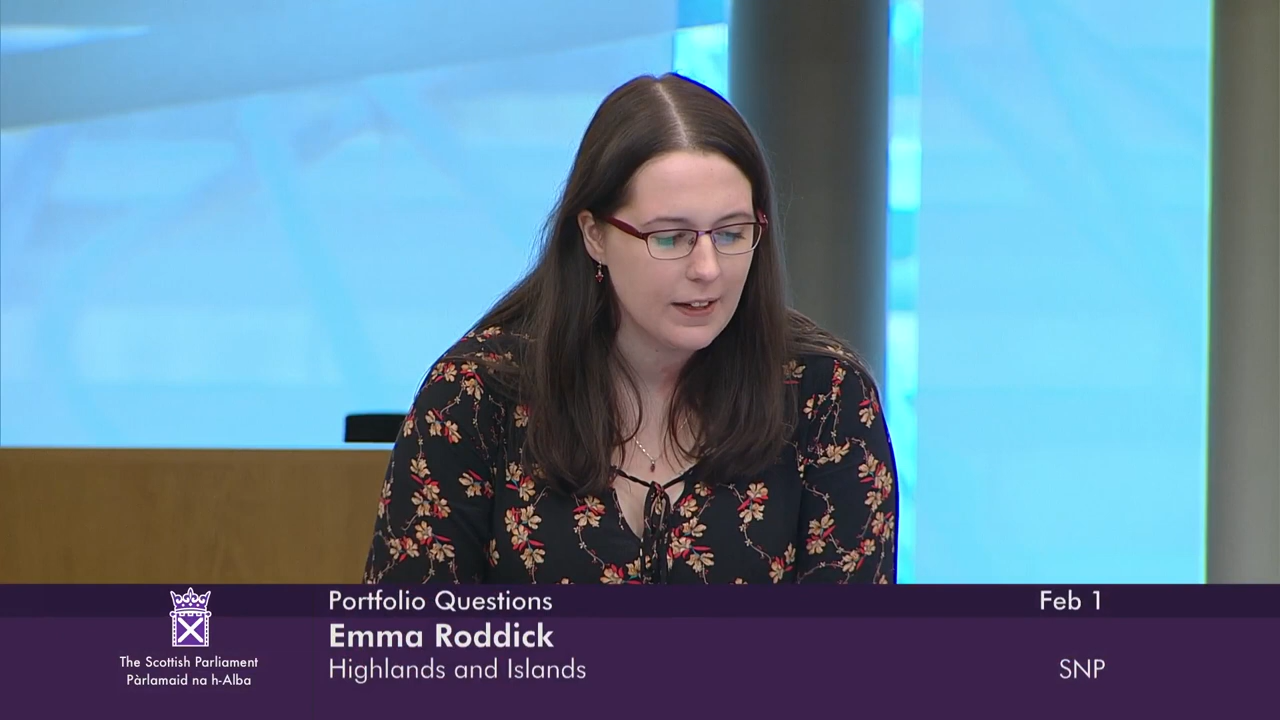 Portfolio Questions
Feb 1
Emma Roddick
Highlands and Islands
SNP
The Scottish Parliament
Pàrlamaid na h-Alba